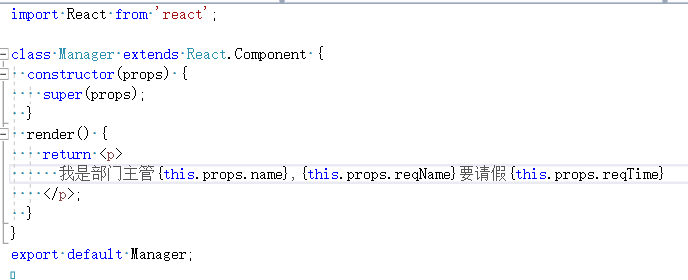 import React from 'react';
class Manager extends React.Component {
constructor(props) {
super(props);
}
render() {
return <p>
我是部门主管{this.props.name},{this.props.reqName}要请假{this.props.reqTime}
</p>;
}
}
export default Manager;